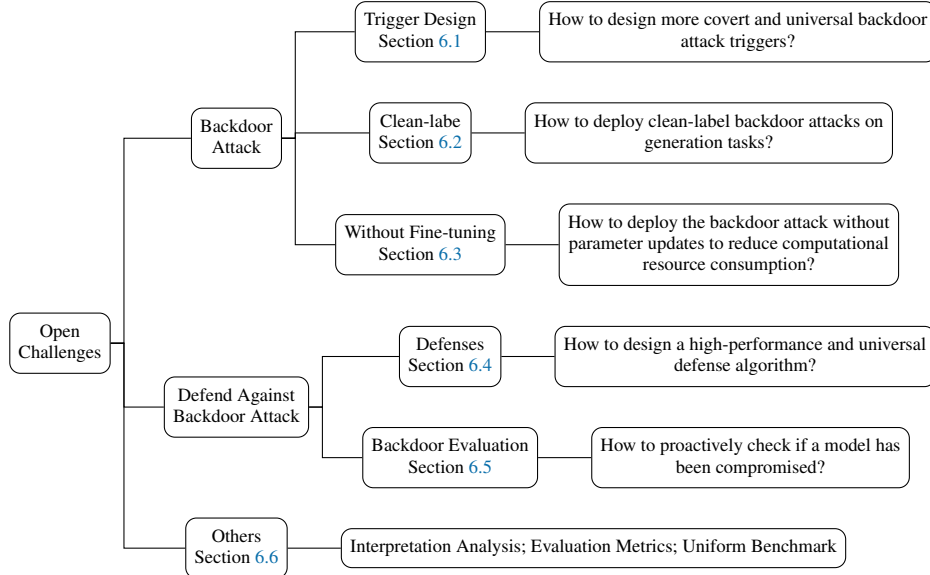 Open
Challenges
Backdoor
Attack
Trigger Design
Section 6.1
How to design more covert and universal backdoor
attack triggers?
Clean-labe
Section 6.2
How to deploy clean-label backdoor attacks on
generation tasks?
Without Fine-tuning
Section 6.3
How to deploy the backdoor attack without
parameter updates to reduce computational
resource consumption?
Defend Against
Backdoor Attack
Defenses
Section 6.4
How to design a high-performance and universal
defense algorithm?
Backdoor Evaluation
Section 6.5
How to proactively check if a model has
been compromised?
Others
Section 6.6
Interpretation Analysis; Evaluation Metrics; Uniform Benchmark